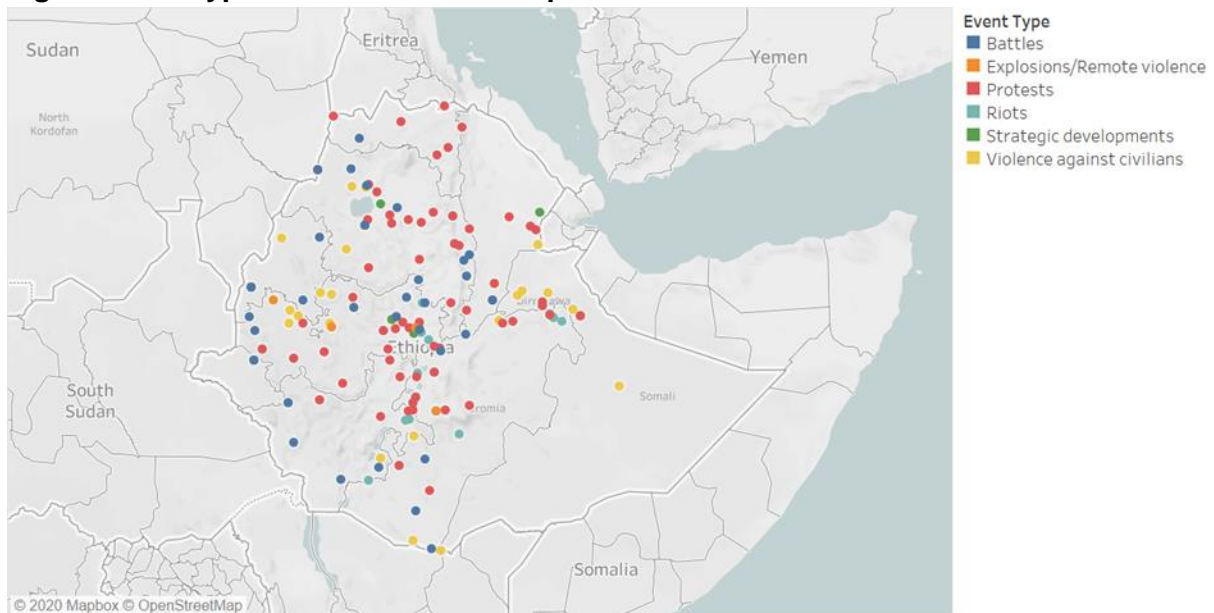 Sudan
Eritrea
Yemen
North
Kordofan
Ethiopia
South
Sudan
Somali
Somalia
Event Type
Battles
Explosions/Remote violence
Protests
Riots
Strategic developments
Violence against civilians
© 2020 Mapbox © OpenStreetMap